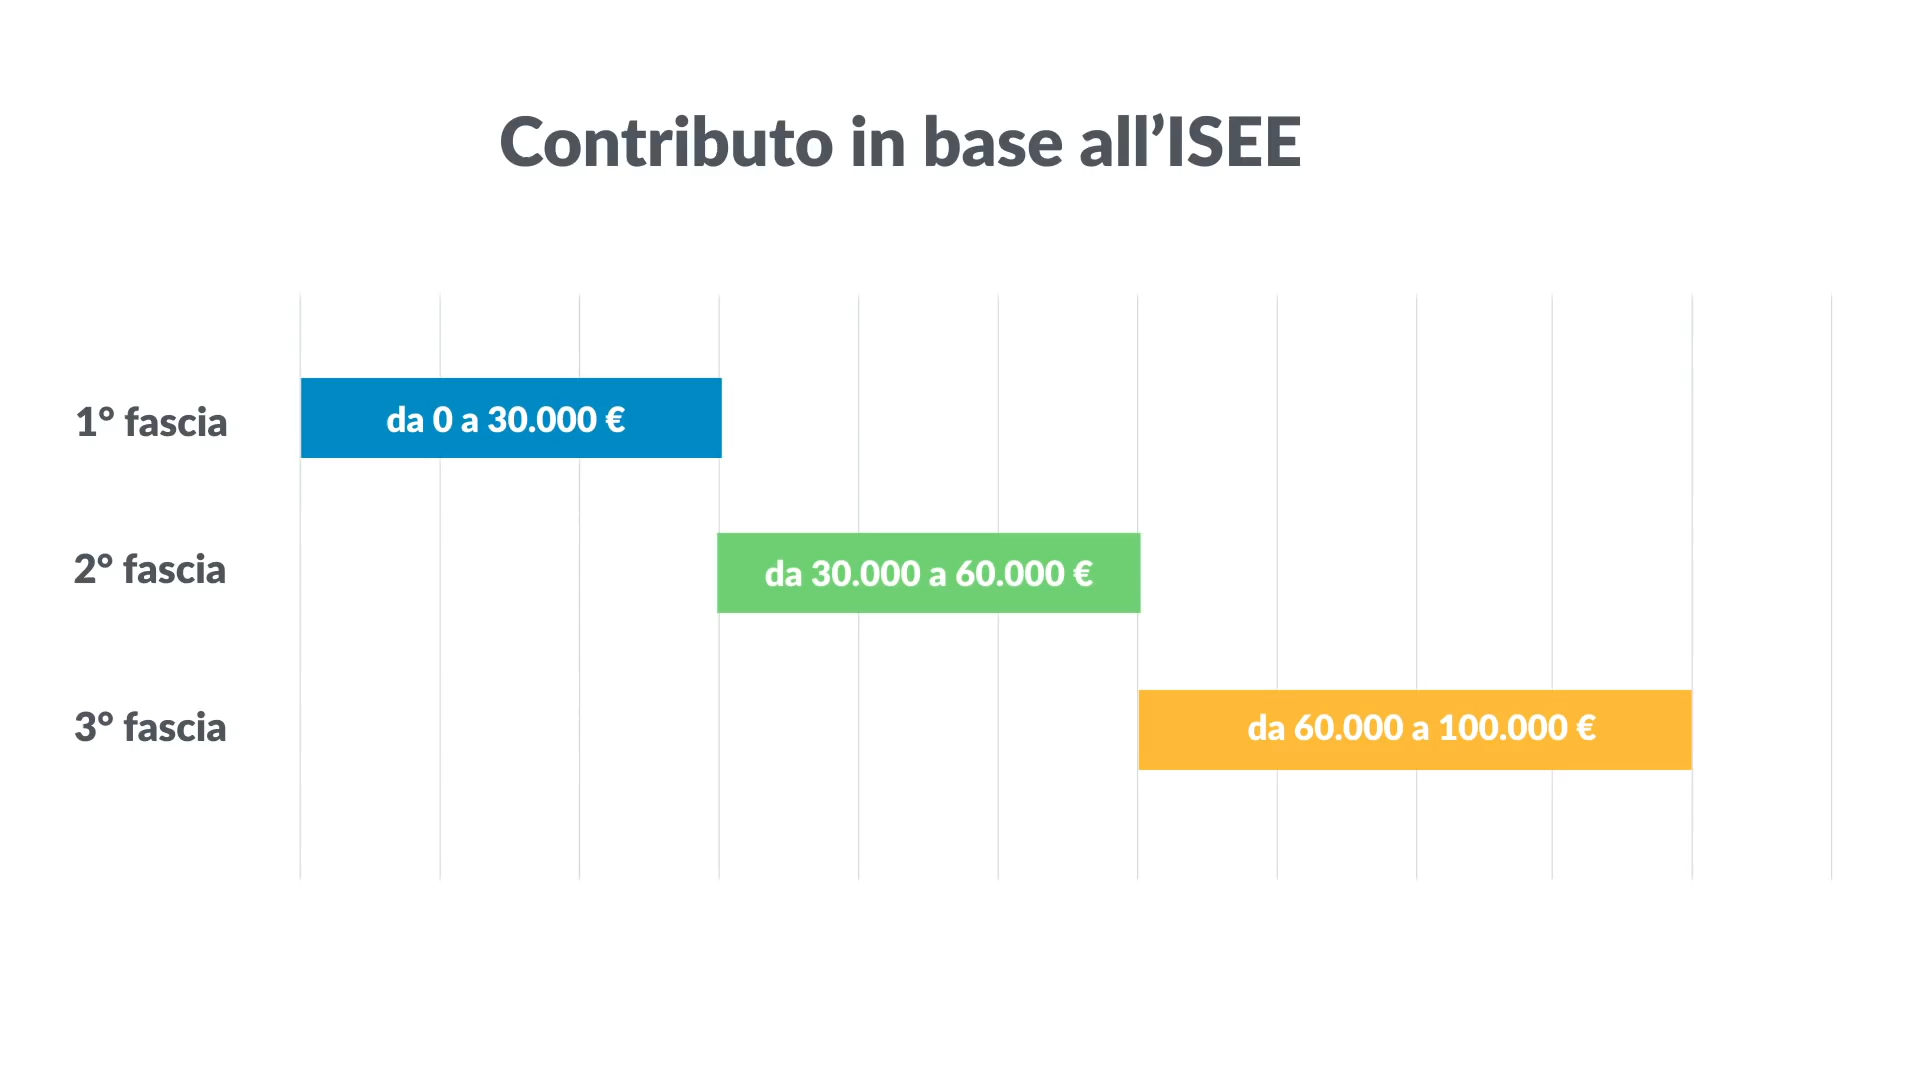 Contributo in base all’ISEE
1° fascia
da 0 a 30.000 €
2° fascia
da 30.000 a 60.000 €
3° fascia
da 60.000 a 100.000 €